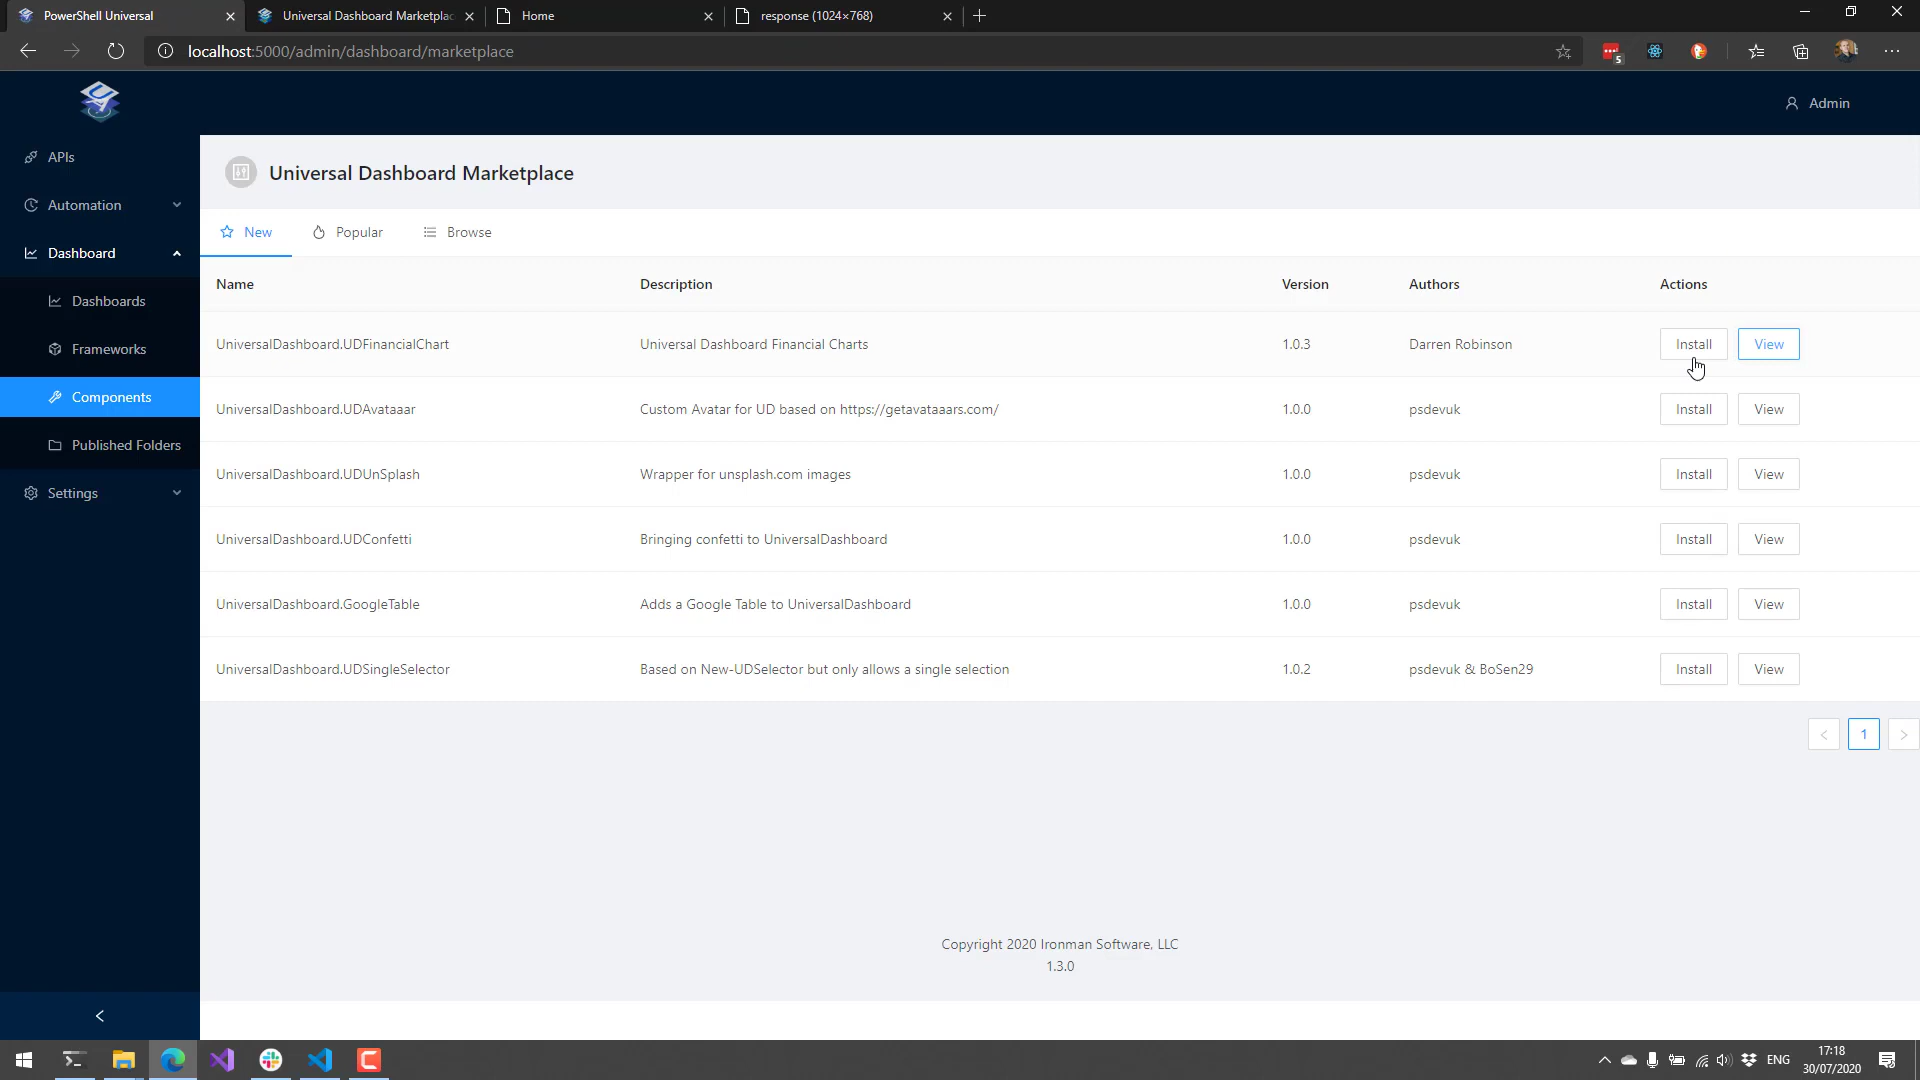 PowerShell Universal
Universal Dashboard Marketplac
Home
response (1024×768)
localhost:5000/admin/dashboard/marketplace
5
Admin
APIs
Automation
Dashboard
Dashboards
Frameworks
Components
Published Folders
Settings
Universal Dashboard Marketplace
New Popular Browse
Name Description Version Authors Actions
UniversalDashboard.UDFinancialChart Universal Dashboard Financial Charts 1.0.3 Darren Robinson Install View
UniversalDashboard.UDAvataaar Custom Avatar for UD based on https://getavataaars.com/ 1.0.0 psdevuk Install View
UniversalDashboard.UDUnSplash Wrapper for unsplash.com images 1.0.0 psdevuk Install View
UniversalDashboard.UDConfetti Bringing confetti to UniversalDashboard 1.0.0 psdevuk Install View
UniversalDashboard.GoogleTable Adds a Google Table to UniversalDashboard 1.0.0 psdevuk Install View
UniversalDashboard.UDSingleSelector Based on New-UDSelector but only allows a single selection 1.0.2 psdevuk & BoSen29 Install View
1
Copyright 2020 Ironman Software, LLC
1.3.0
ENG
17:18
30/07/2020